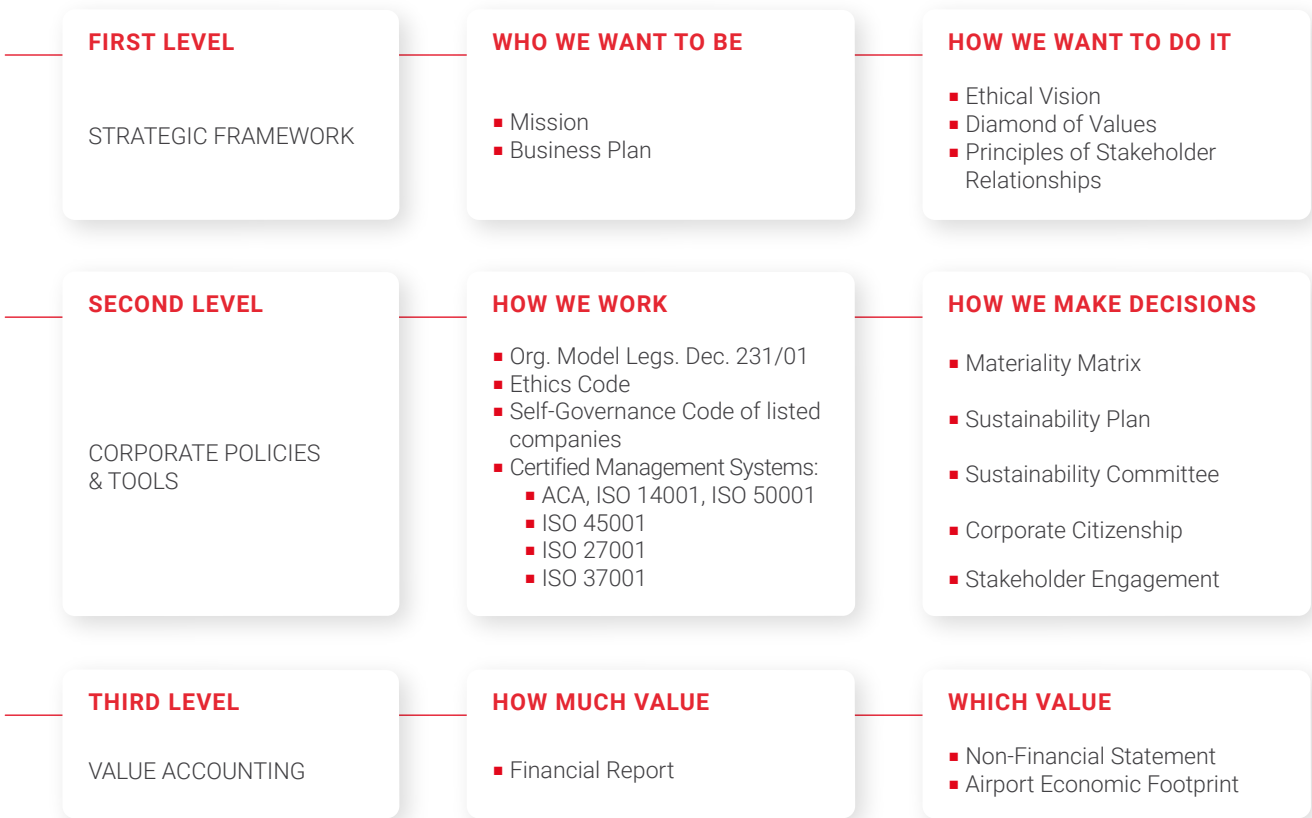 FIRST LEVEL
STRATEGIC FRAMEWORK
WHO WE WANT TO BE
■ Mission
■ Business Plan
HOW WE WANT TO DO IT
■ Ethical Vision
■ Diamond of Values
■ Principles of Stakeholder
Relationships
SECOND LEVEL
CORPORATE POLICIES
& TOOLS
HOW WE WORK
■ Org. Model Legs. Dec. 231/01
■ Ethics Code
■ Self-Governance Code of listed
companies
■ Certified Management Systems:
■ ACA, ISO 14001, ISO 50001
■ ISO 45001
■ ISO 27001
■ ISO 37001
HOW WE MAKE DECISIONS
■ Materiality Matrix
■ Sustainability Plan
■ Sustainability Committee
■ Corporate Citizenship
■ Stakeholder Engagement
THIRD LEVEL
VALUE ACCOUNTING
HOW MUCH VALUE
■ Financial Report
WHICH VALUE
■ Non-Financial Statement
■ Airport Economic Footprint